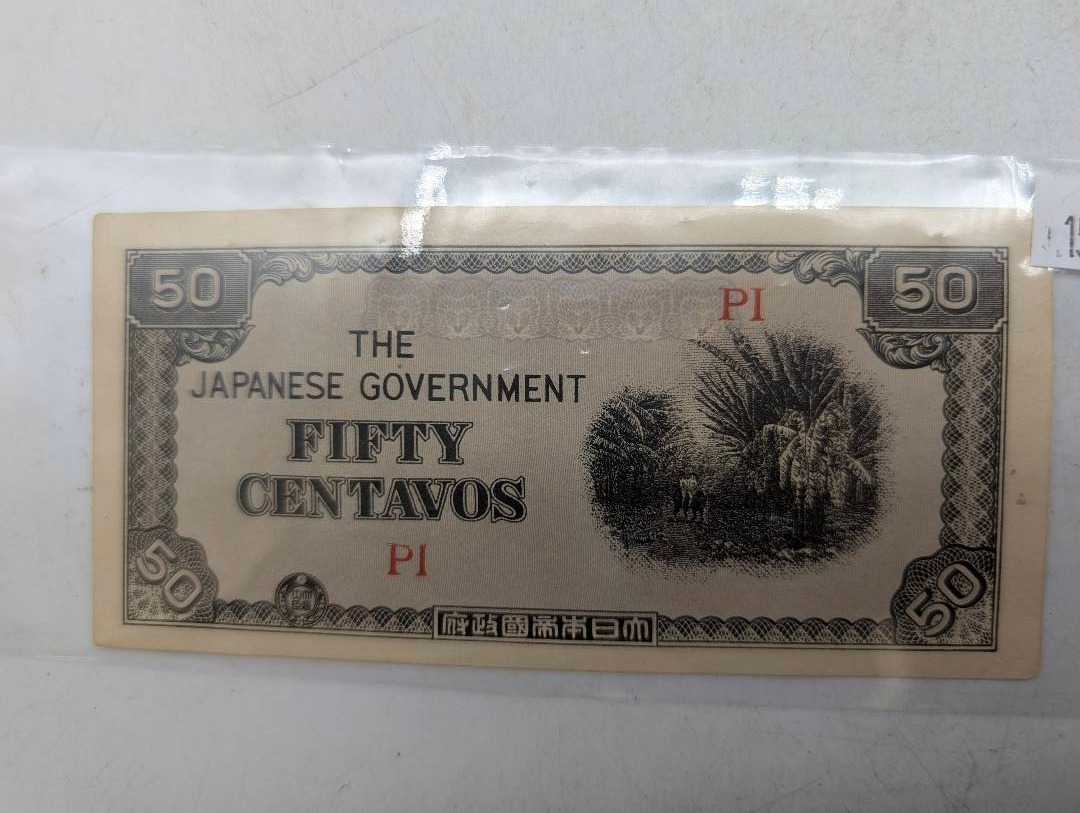 50
50
PI
THE
JAPANESE GOVERNMENT
FIFTY
CENTAVOS
PI
50
50
府政國帝本日大